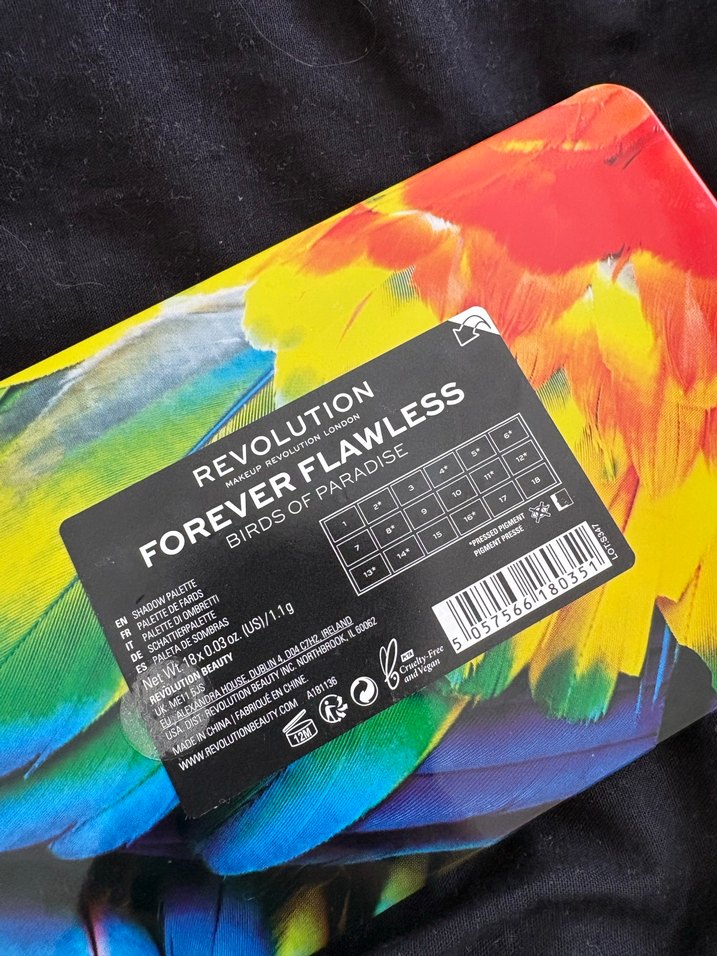 REVOLUTION
MAKEUP REVOLUTION LONDON
FOREVER FLAWLESS
BIRDS OF PARADISE
1 2* 3 4* 5* 6*
7 8* 9 10 11* 12*
13* 14* 15 16* 17 18
*PRESSED PIGMENT
PIGMENT PRESSÉ
EN SHADOW PALETTE
FR PALETTE DE FARDS
IT PALETTE DI OMBRETTI
DE SCHATTIERPALETTE
ES PALETA DE SOMBRAS
Net Wt. 18 x 0.03 oz. (US)/1.1g
REVOLUTION BEAUTY
UK: ME11 5JS
EU: ALEXANDRA HOUSE, DUBLIN 4, D04 C7H2, IRELAND
USA: DIST. REVOLUTION BEAUTY INC. NORTHBROOK, IL 60062
MADE IN CHINA | FABRIQUÉ EN CHINE A181136
WWW.REVOLUTIONBEAUTY.COM
12M
Cruelty-Free
and Vegan
5 057566 180351
LOT:S347